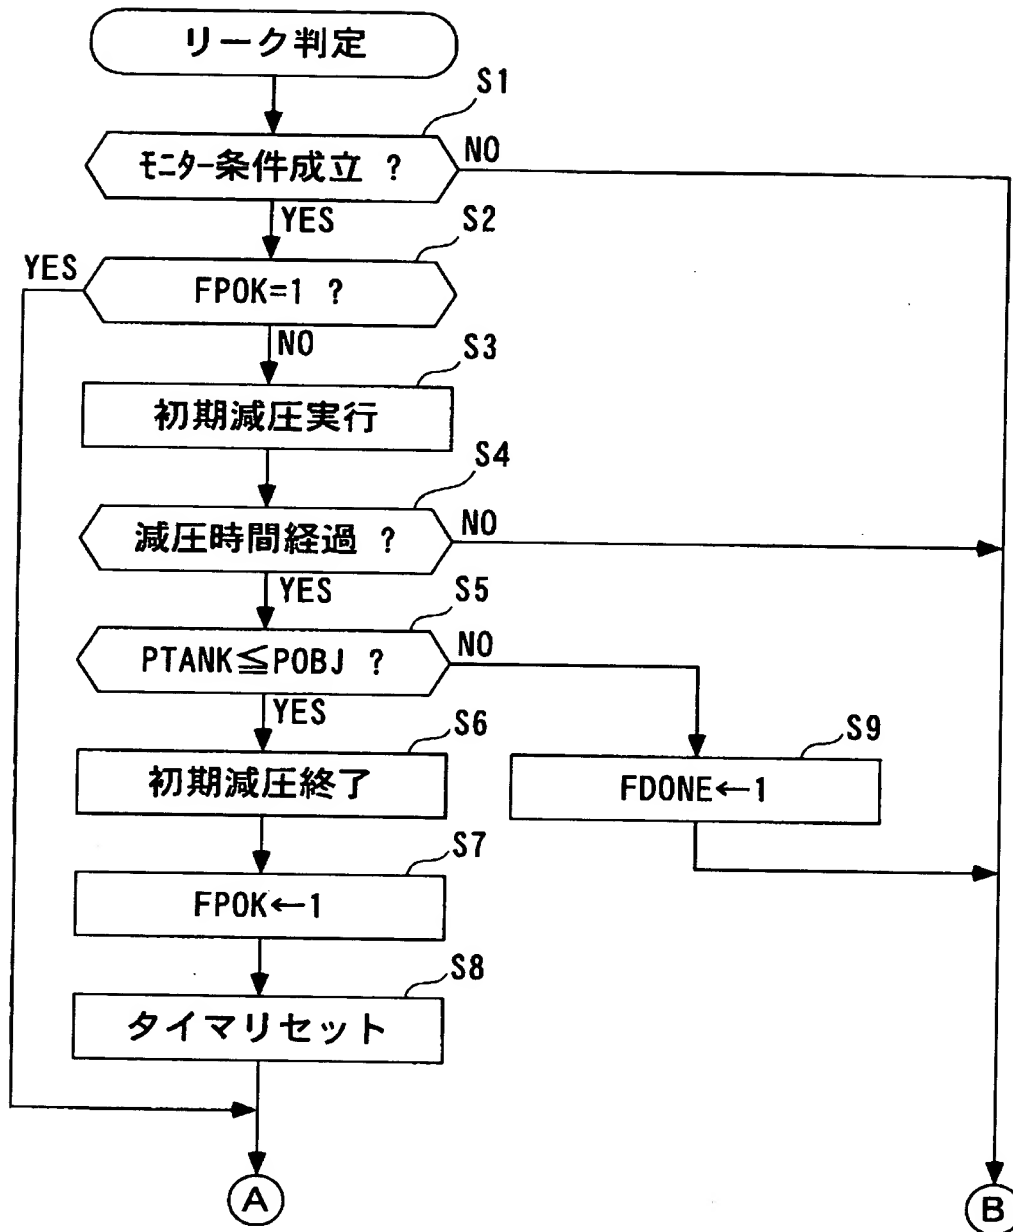 リーク判定
S1
モニター条件成立 ?
NO
YES
S2
YES
FPOK=1 ?
NO
S3
初期減圧実行
S4
減圧時間経過 ?
NO
YES
S5
PTANK≦POBJ ?
NO
YES
S6
初期減圧終了
S9
FDONE←1
S7
FPOK←1
S8
タイマリセット
A
B